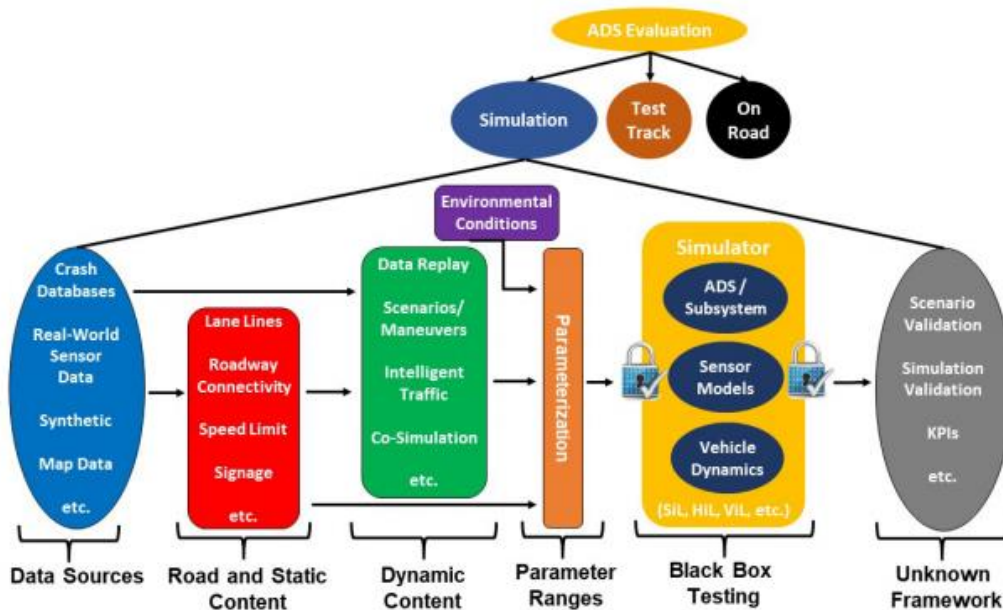 ADS Evaluation
Simulation
Test
Track
On
Road
Environmental
Conditions
Crash
Databases
Real-World
Sensor
Data
Synthetic
Map Data
etc.
Lane Lines
Roadway
Connectivity
Speed Limit
Signage
etc.
Data Replay
Scenarios/
Maneuvers
Intelligent
Traffic
Co-Simulation
etc.
Parameterization
Simulator
ADS /
Subsystem
Sensor
Models
Vehicle
Dynamics
(SiL, HiL, ViL, etc.)
Scenario
Validation
Simulation
Validation
KPIs
etc.
Data Sources
Road and Static
Content
Dynamic
Content
Parameter
Ranges
Black Box
Testing
Unknown
Framework